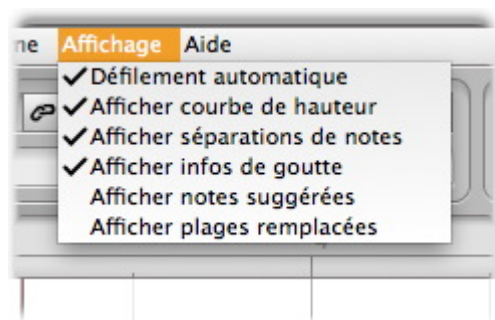 ne Affichage Aide
✓Défilement automatique
✓Afficher courbe de hauteur
✓Afficher séparations de notes
✓Afficher infos de goutte
Afficher notes suggérées
Afficher plages remplacées